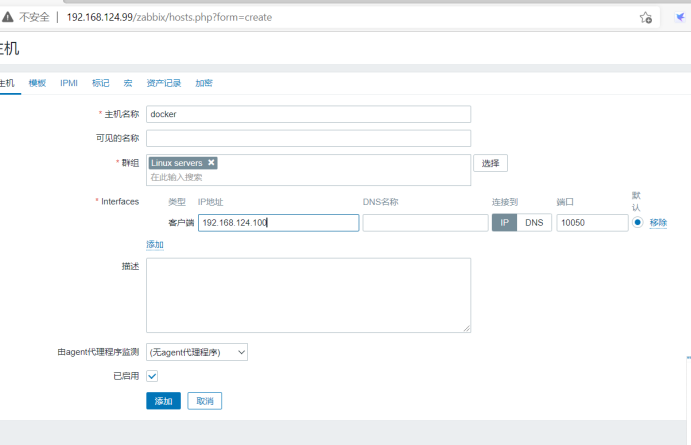 不安全 | 192.168.124.99/zabbix/hosts.php?form=create
主机
主机 模板 IPMI 标记 宏 资产记录 加密
* 主机名称 docker
可见的名称
* 群组 Linux servers 选择
在此输入搜索
* Interfaces 类型 IP地址 DNS名称 连接到 端口 默认
客户端 192.168.124.100 IP DNS 10050 移除
添加
描述
由agent代理程序监测 (无agent代理程序)
已启用
添加 取消